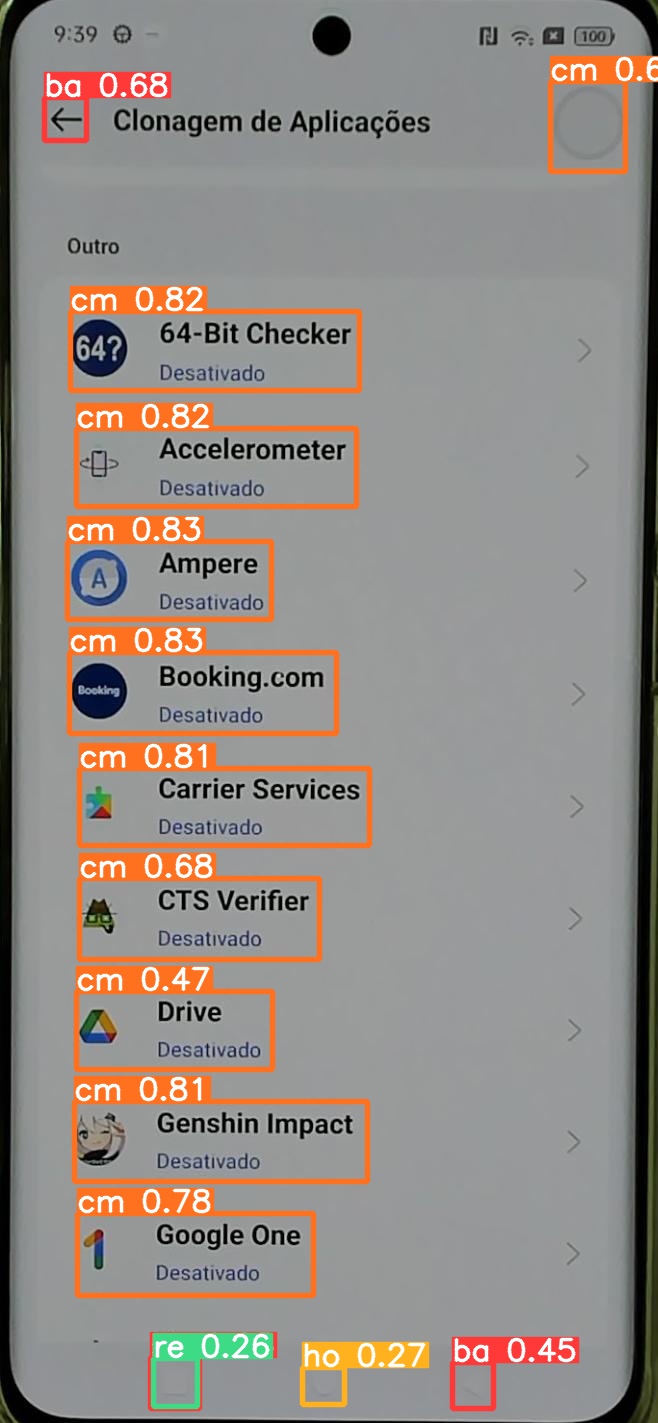 9:39
100
ba 0.68
cm 0.6
Clonagem de Aplicações
Outro
cm 0.82
64?
64-Bit Checker
Desativado
cm 0.82
Accelerometer
Desativado
cm 0.83
A
Ampere
Desativado
cm 0.83
Booking
Booking.com
Desativado
cm 0.81
Carrier Services
Desativado
cm 0.68
CTS Verifier
Desativado
cm 0.47
Drive
Desativado
cm 0.81
Genshin Impact
Desativado
cm 0.78
1
Google One
Desativado
re 0.26
ho 0.27
ba 0.45